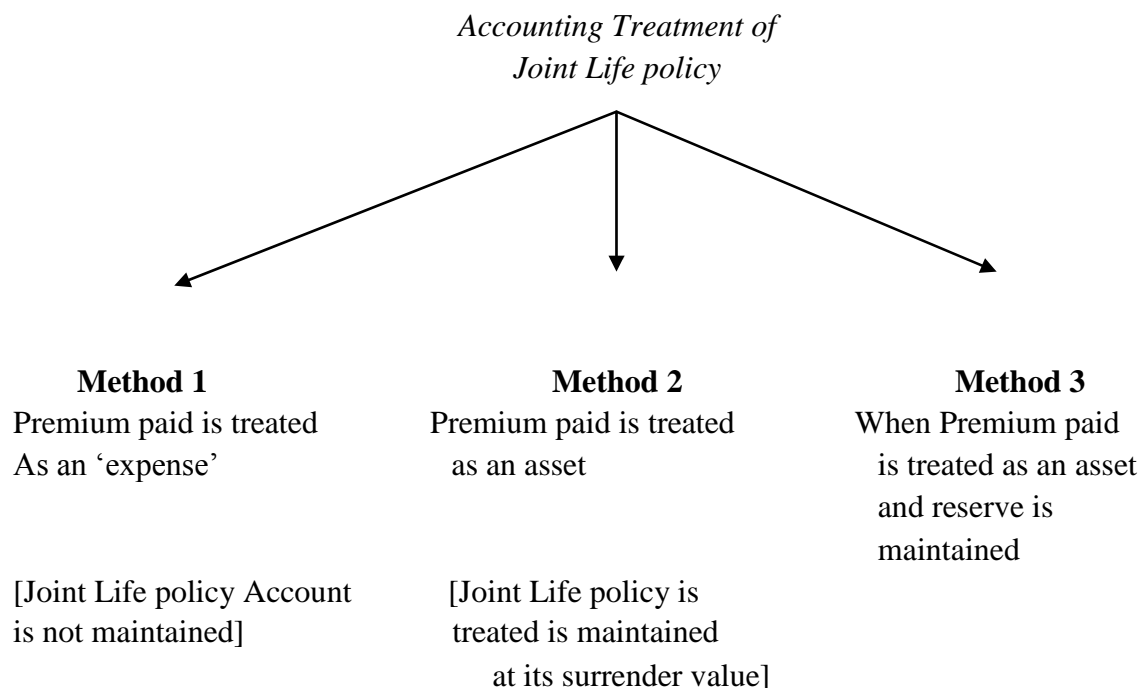 Accounting Treatment of
Joint Life policy
Method 1
Premium paid is treated
As an ‘expense’
[Joint Life policy Account
is not maintained]
Method 2
Premium paid is treated
as an asset
[Joint Life policy is
treated is maintained
at its surrender value]
Method 3
When Premium paid
is treated as an asset
and reserve is
maintained